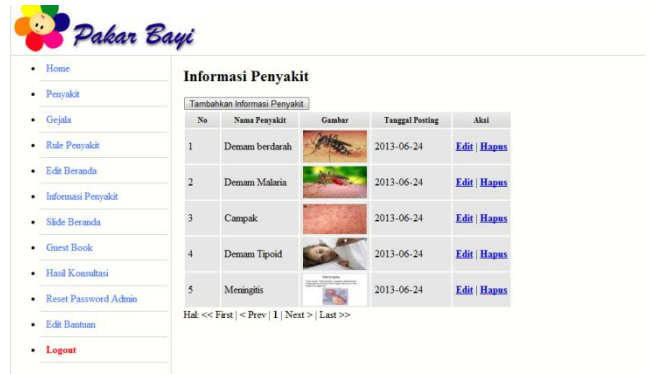 Pakar Bayi
Home
Penyakit
Gejala
Rule Penyakit
Edit Beranda
Informasi Penyakit
Slide Beranda
Guest Book
Hasil Konsultasi
Reset Password Admin
Edit Bantuan
Logout
Informasi Penyakit
Tambahkan Informasi Penyakit
No Nama Penyakit Gambar Tanggal Posting Aksi
1 Demam berdarah 2013-06-24 Edit | Hapus
2 Demam Malaria 2013-06-24 Edit | Hapus
3 Campak 2013-06-24 Edit | Hapus
4 Demam Tipoid 2013-06-24 Edit | Hapus
5 Meningitis 2013-06-24 Edit | Hapus
Hal: << First | < Prev | 1 | Next > | Last >>